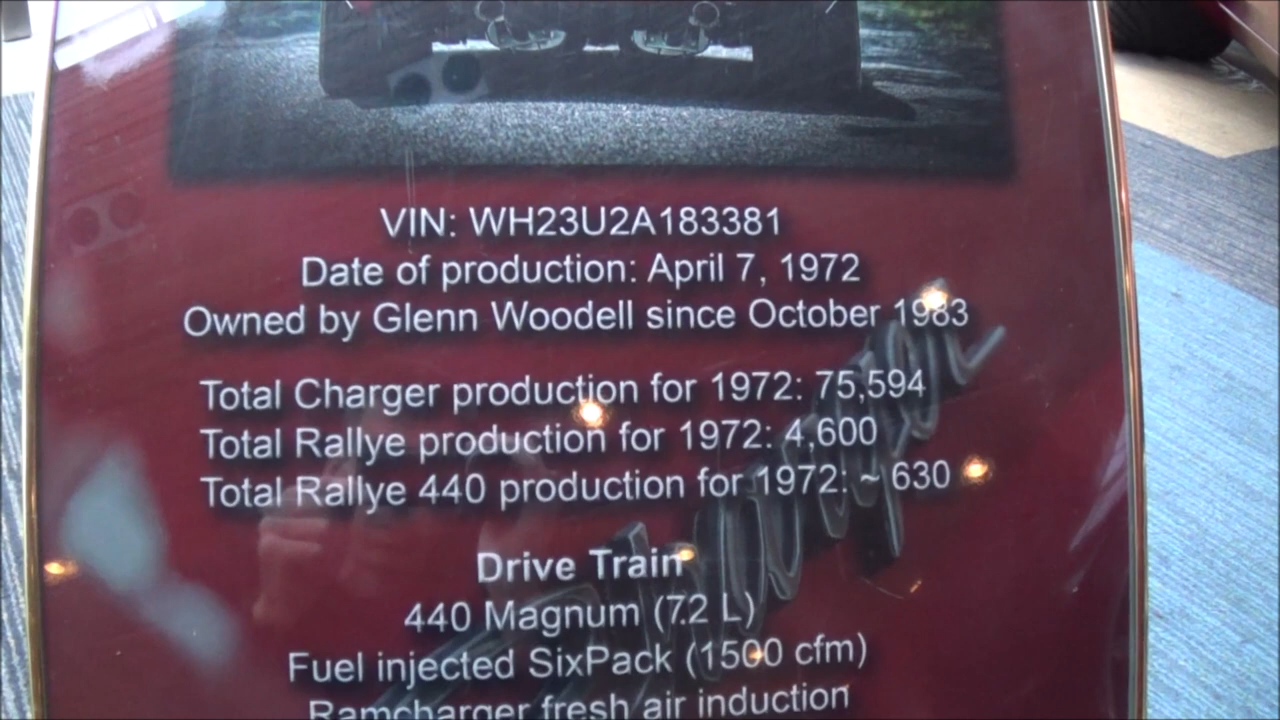 VIN: WH23U2A183381
Date of production: April 7, 1972
Owned by Glenn Woodell since October 1983
Total Charger production for 1972: 75,594
Total Rallye production for 1972: 4,600
Total Rallye 440 production for 1972: ~ 630
Drive Train
440 Magnum (7.2 L)
Fuel injected SixPack (1500 cfm)
Ramcharger fresh air induction